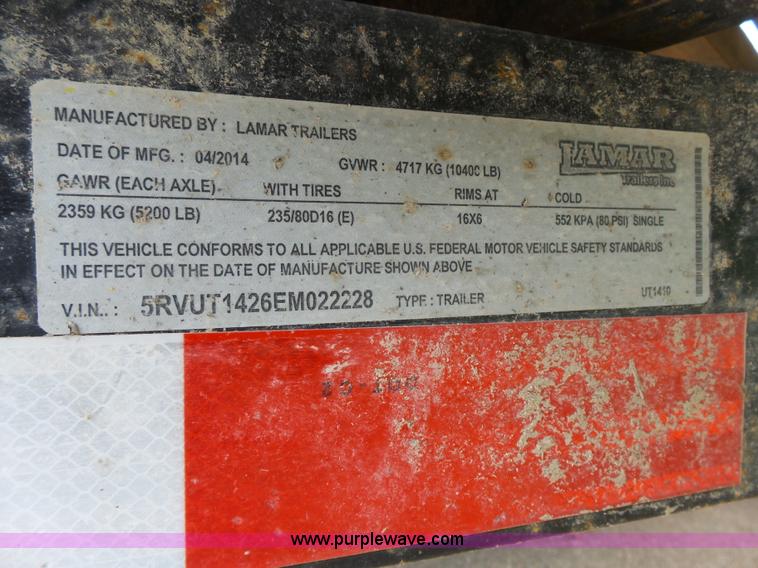 MANUFACTURED BY : LAMAR TRAILERS
DATE OF MFG. : 04/2014 GVWR : 4717 KG (10400 LB)
LAMAR
Trailers Inc
GAWR (EACH AXLE) WITH TIRES RIMS AT COLD
2359 KG (5200 LB) 235/80D16 (E) 16X6 552 KPA (80 PSI) SINGLE
THIS VEHICLE CONFORMS TO ALL APPLICABLE U.S. FEDERAL MOTOR VEHICLE SAFETY STANDARDS
IN EFFECT ON THE DATE OF MANUFACTURE SHOWN ABOVE
V.I.N.. : 5RVUT1426EM022228 TYPE : TRAILER
www.purplewave.com